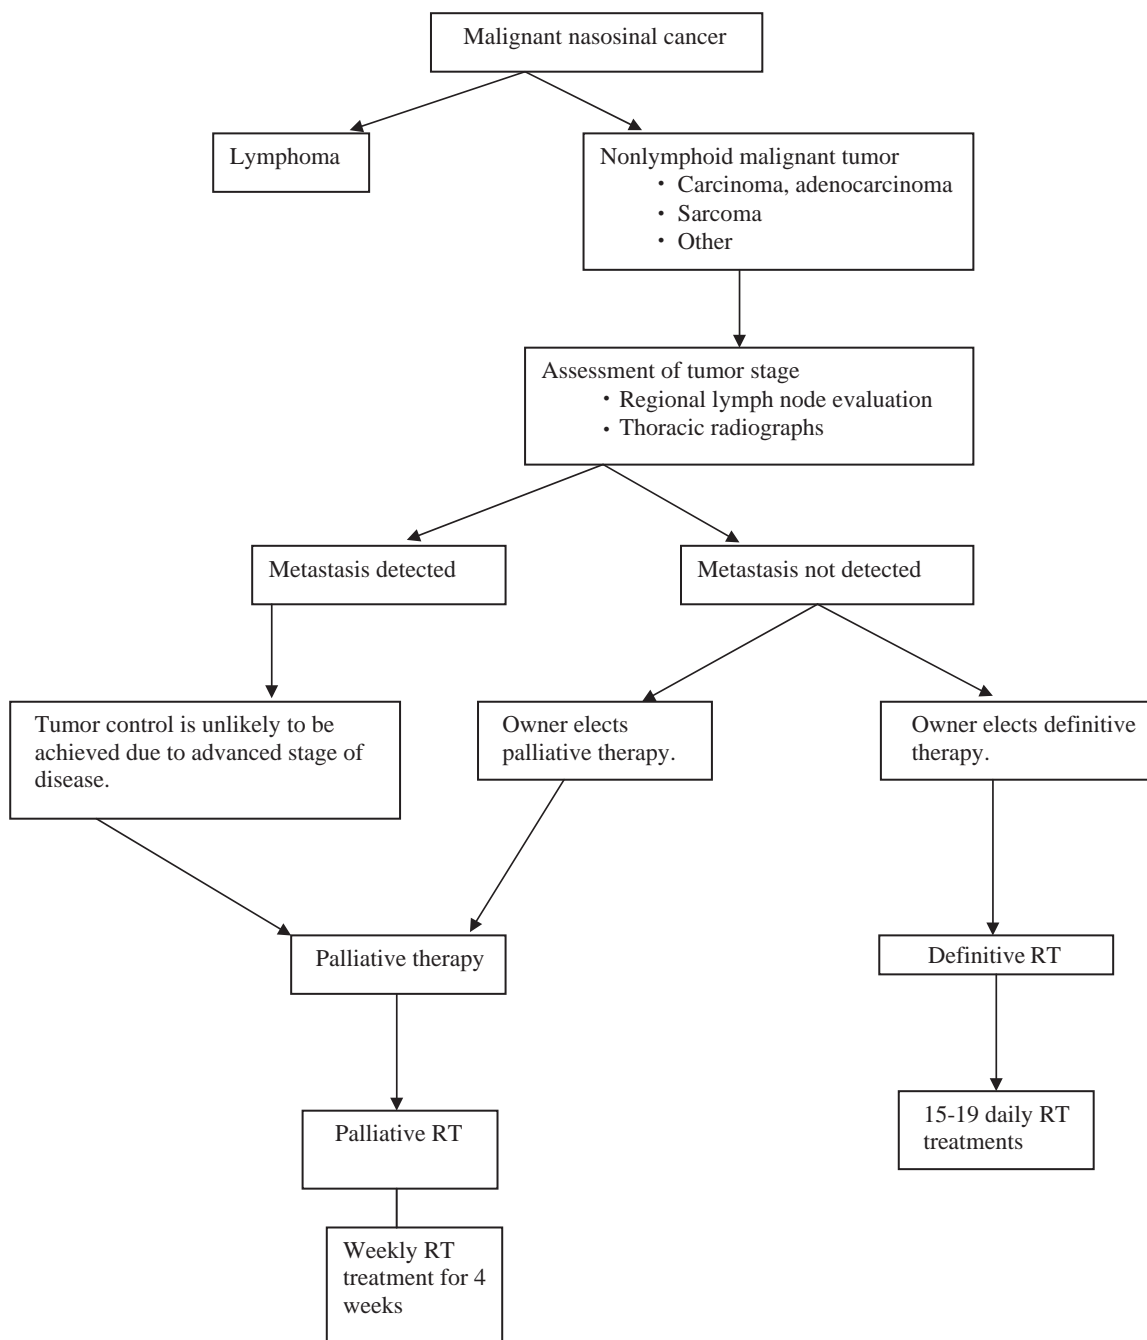 Malignant nasosinal cancer
Lymphoma
Nonlymphoid malignant tumor
• Carcinoma, adenocarcinoma
• Sarcoma
• Other
Assessment of tumor stage
• Regional lymph node evaluation
• Thoracic radiographs
Metastasis detected
Metastasis not detected
Tumor control is unlikely to be
achieved due to advanced stage of
disease.
Owner elects
palliative therapy.
Owner elects definitive
therapy.
Palliative therapy
Definitive RT
Palliative RT
15-19 daily RT
treatments
Weekly RT
treatment for 4
weeks